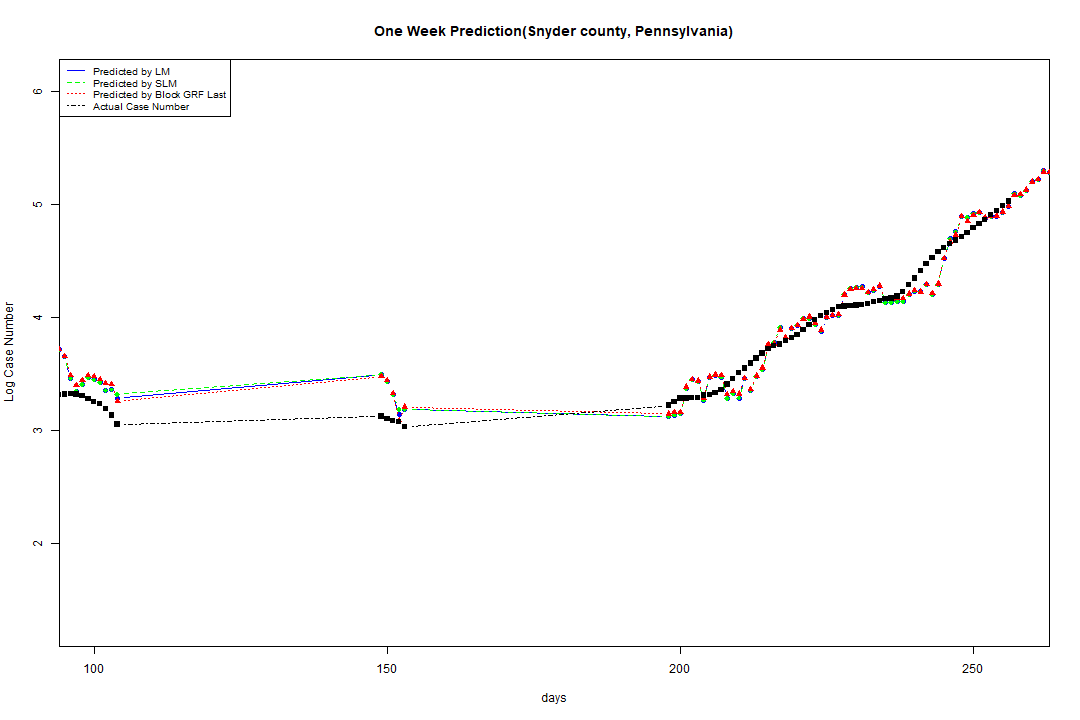 One Week Prediction(Snyder county, Pennsylvania)
Predicted by LM
Predicted by SLM
Predicted by Block GRF Last
Actual Case Number
6
5
4
3
2
Log Case Number
100 150 200 250
days